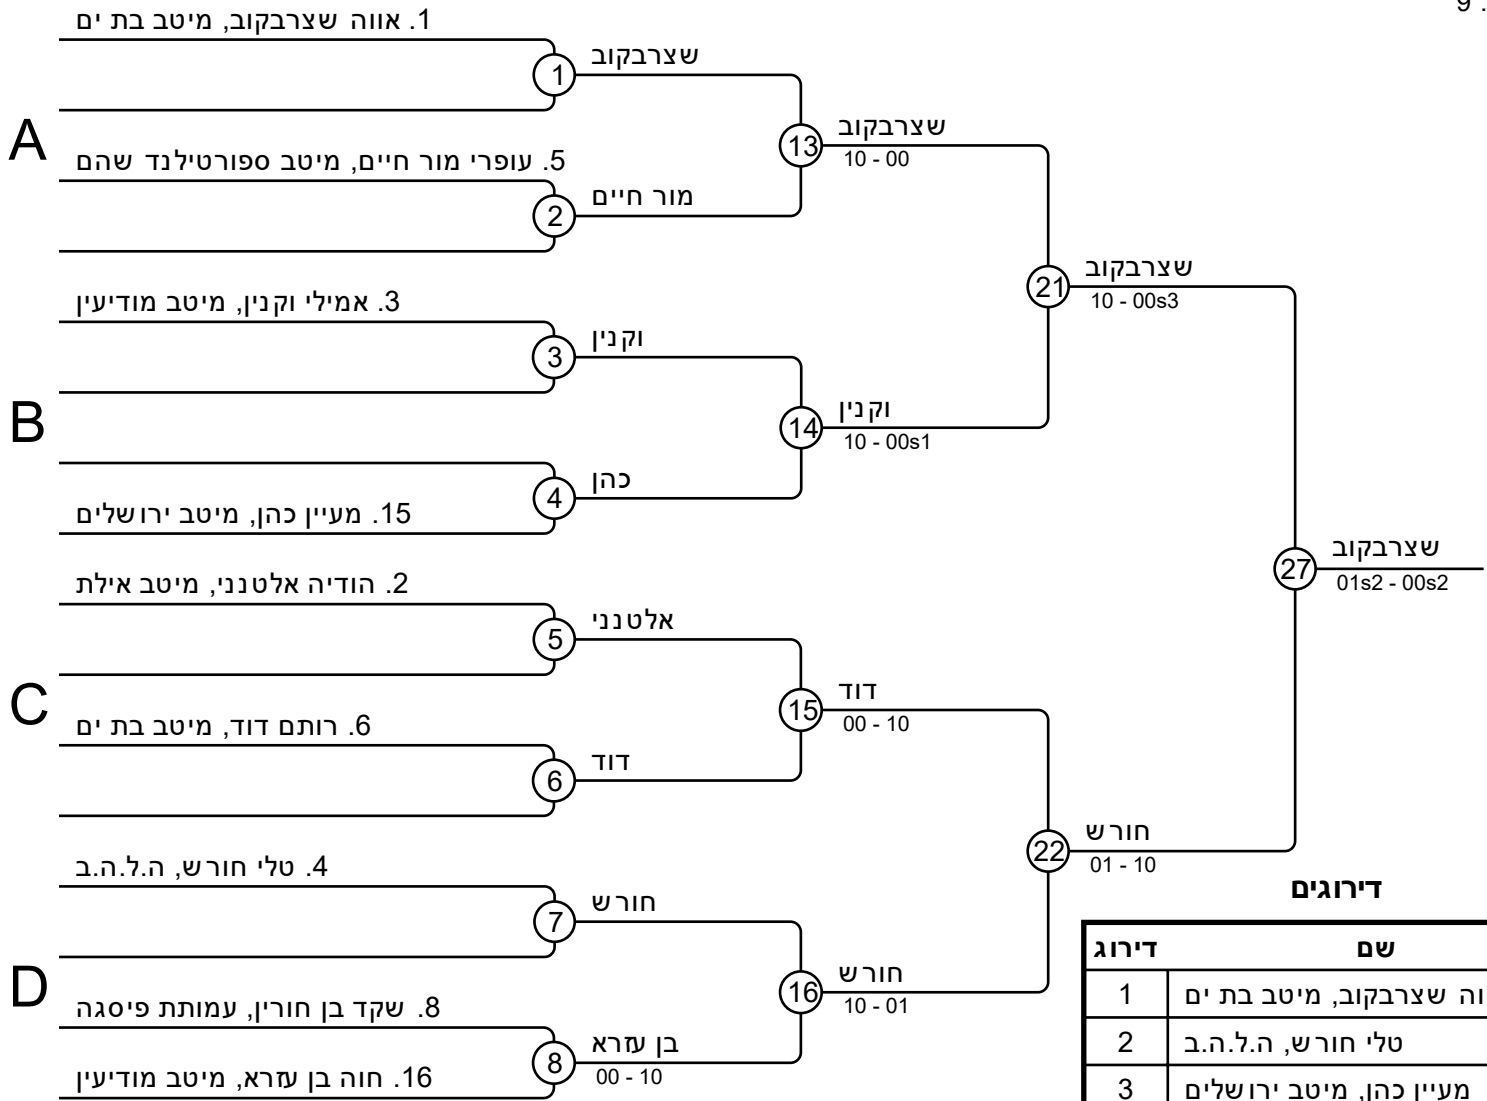 9 .
1. אווה שצרבקוב, מיטב בת ים
1
שצרבקוב
A
13
שצרבקוב
10 - 00
5. עופרי מור חיים, מיטב ספורטילנד שהם
2
מור חיים
21
שצרבקוב
10 - 00s3
3. אמילי וקנין, מיטב מודיעין
3
וקנין
B
14
וקנין
10 - 00s1
4
כהן
15. מעיין כהן, מיטב ירושלים
27
שצרבקוב
01s2 - 00s2
2. הודיה אלטנני, מיטב אילת
5
אלטנני
C
15
דוד
00 - 10
6. רותם דוד, מיטב בת ים
6
דוד
22
חורש
01 - 10
4. טלי חורש, ה.ל.ה.ב
7
חורש
D
16
חורש
10 - 01
8. שקד בן חורין, עמותת פיסגה
8
בן עזרא
00 - 10
16. חוה בן עזרא, מיטב מודיעין
דירוגים
דירוג שם
1 וה שצרבקוב, מיטב בת ים
2 טלי חורש, ה.ל.ה.ב
3 מעיין כהן, מיטב ירושלים